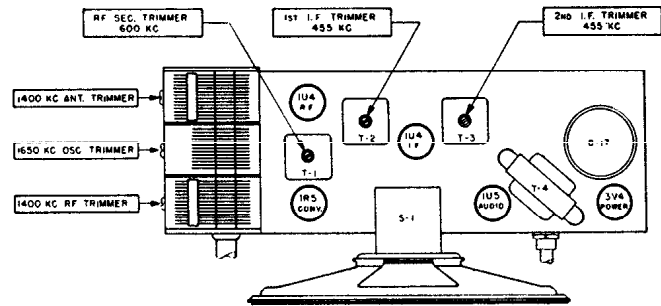 RF SEC. TRIMMER
600 KC
1ST I.F. TRIMMER
455 KC
2ND I.F. TRIMMER
455 KC
1400 KC ANT. TRIMMER
1650 KC OSC TRIMMER
1400 KC RF TRIMMER
1U4
R.F
T-2
1U4
I.F.
T-3
T-1
1R5
CONV.
S-1
1U5
AUDIO
T-4
C-17
3V4
POWER